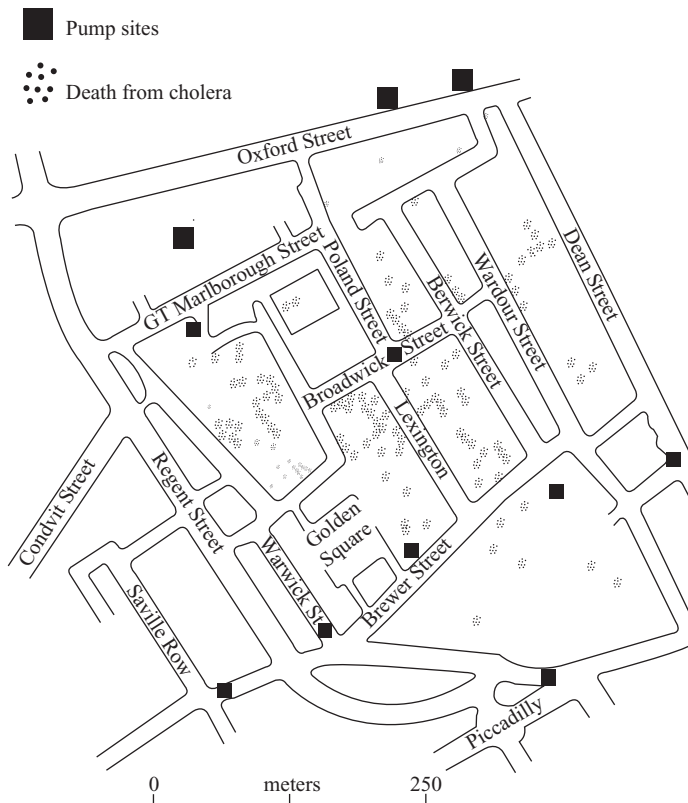 Pump sites
Death from cholera
Oxford Street
GT Marlborough Street
Poland Street
Berwick Street
Wardour Street
Dean Street
Broadwick Street
Lexington
Condvit Street
Regent Street
Golden
Square
Warwick St.
Brewer Street
Saville Row
Piccadilly
0 meters 250